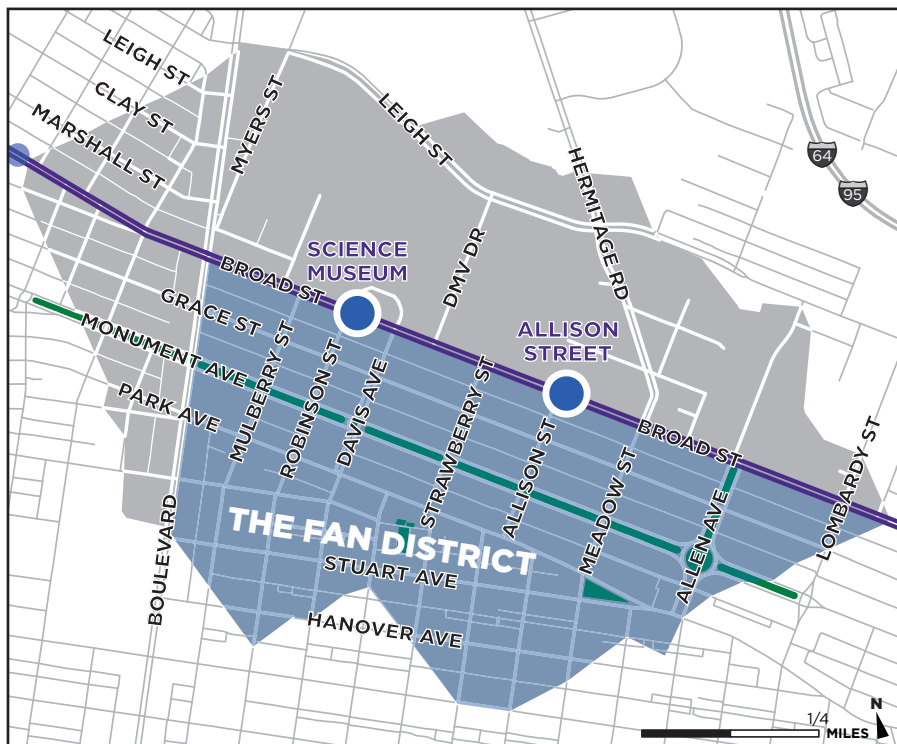 LEIGH ST
CLAY ST
MARSHALL ST
MYERS ST
LEIGH ST
HERMITAGE RD
64
95
SCIENCE
MUSEUM
DMV DR
BROAD ST
GRACE ST
MONUMENT AVE
PARK AVE
MULBERRY ST
ROBINSON ST
DAVIS AVE
STRAWBERRY ST
ALLISON
STREET
ALLISON ST
MEADOW ST
BROAD ST
ALLEN AVE
LOMBARDY ST
BOULEVARD
THE FAN DISTRICT
STUART AVE
HANOVER AVE
N
1/4
MILES